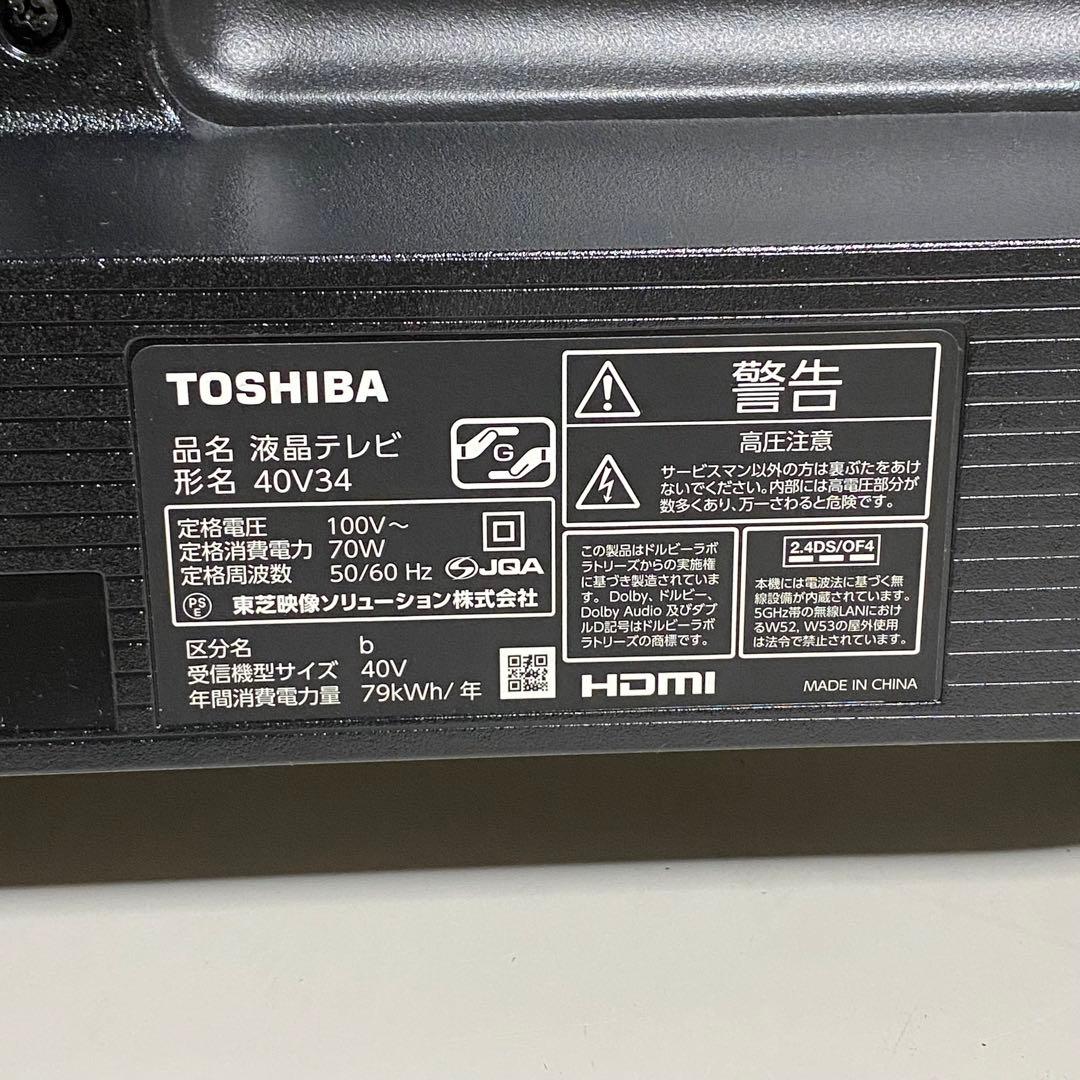 TOSHIBA
品名 液晶テレビ
形名 40V34
G
定格電圧 100V～
定格消費電力 70W
定格周波数 50/60 Hz
JQA
PS
E
東芝映像ソリューション株式会社
区分名 b
受信機型サイズ 40V
年間消費電力量 79kWh/年
警告
高圧注意
サービスマン以外の方は裏ぶたをあけ
ないでください。内部には高電圧部分が
数多くあり、万一さわると危険です。
この製品はドルビーラボ
ラトリーズからの実施権
に基づき製造されていま
す。Dolby、ドルビー、
Dolby Audio 及びダブ
ルD記号はドルビーラボ
ラトリーズの商標です。
2.4DS/OF4
本機には電波法に基づく無
線設備が内蔵されています。
5GHz帯の無線LANにおけ
るW52、W53の屋外使用
は法令で禁止されています。
HDMI
MADE IN CHINA